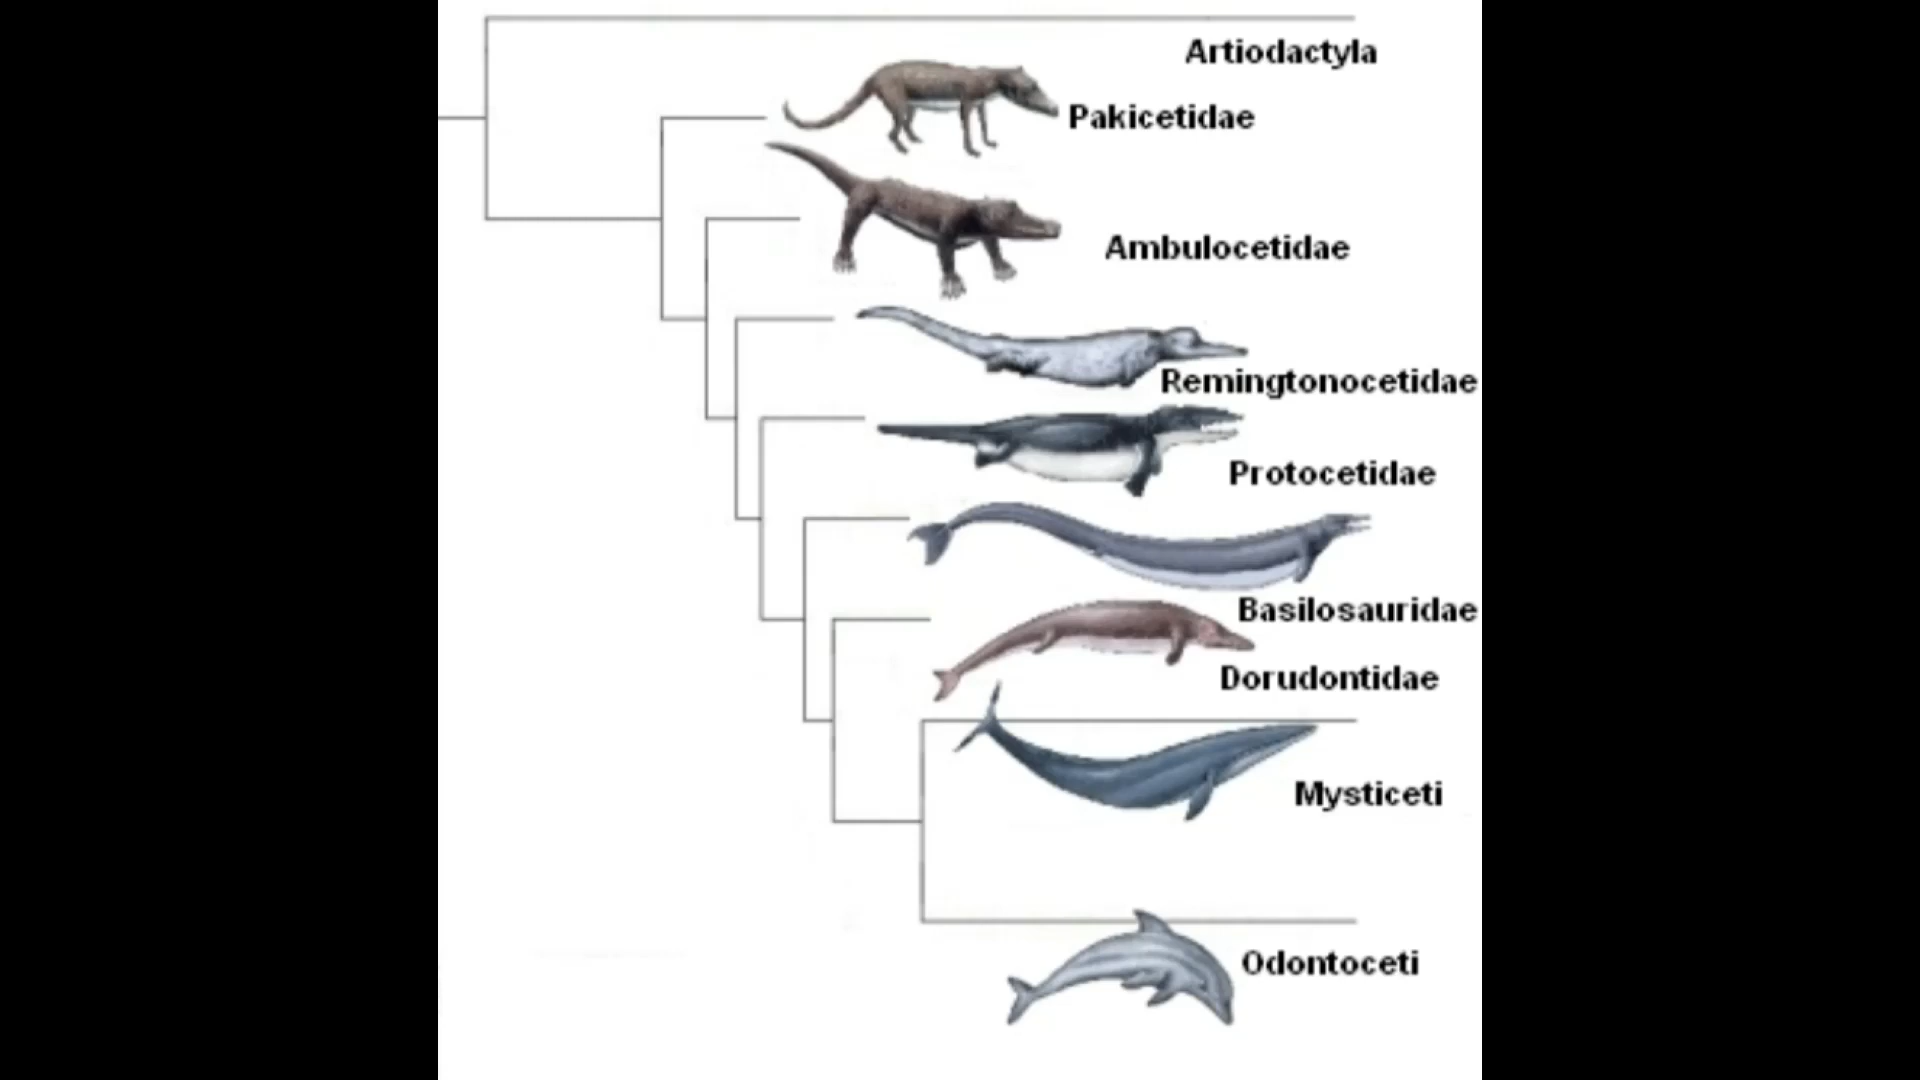 Artiodactyla
Pakicetidae
Ambulocetidae
Remingtonocetidae
Protocetidae
Basilosauridae
Dorudontidae
Mysticeti
Odontoceti